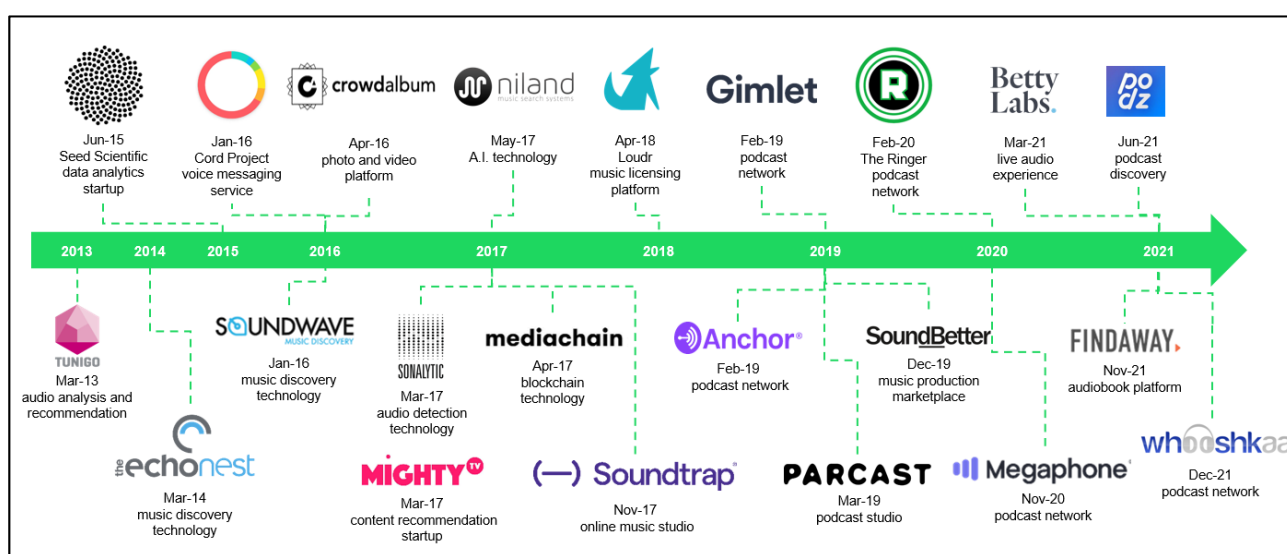 crowdalbum
niland
music search systems
Gimlet
R
Betty
Labs.
podz
Jun-15
Seed Scientific
data analytics
startup
Jan-16
Cord Project
voice messaging
service
Apr-16
photo and video
platform
May-17
A.I. technology
Apr-18
Loudr
music licensing
platform
Feb-19
podcast
network
Feb-20
The Ringer
podcast
network
Mar-21
live audio
experience
Jun-21
podcast
discovery
2013
2014
2015
2016
2017
2018
2019
2020
2021
TUNIGO
Mar-13
audio analysis and
recommendation
SOUNDWAVE
MUSIC DISCOVERY
Jan-16
music discovery
technology
SONALYTIC
Mar-17
audio detection
technology
mediachain
Apr-17
blockchain
technology
Anchor®
Feb-19
podcast network
SoundBetter
Dec-19
music production
marketplace
FINDAWAY.
Nov-21
audiobook platform
the echonest
Mar-14
music discovery
technology
MiGHTY TV
Mar-17
content recommendation
startup
Soundtrap®
Nov-17
online music studio
PARCAST
Mar-19
podcast studio
Megaphone
Nov-20
podcast network
whooshkaa
Dec-21
podcast network